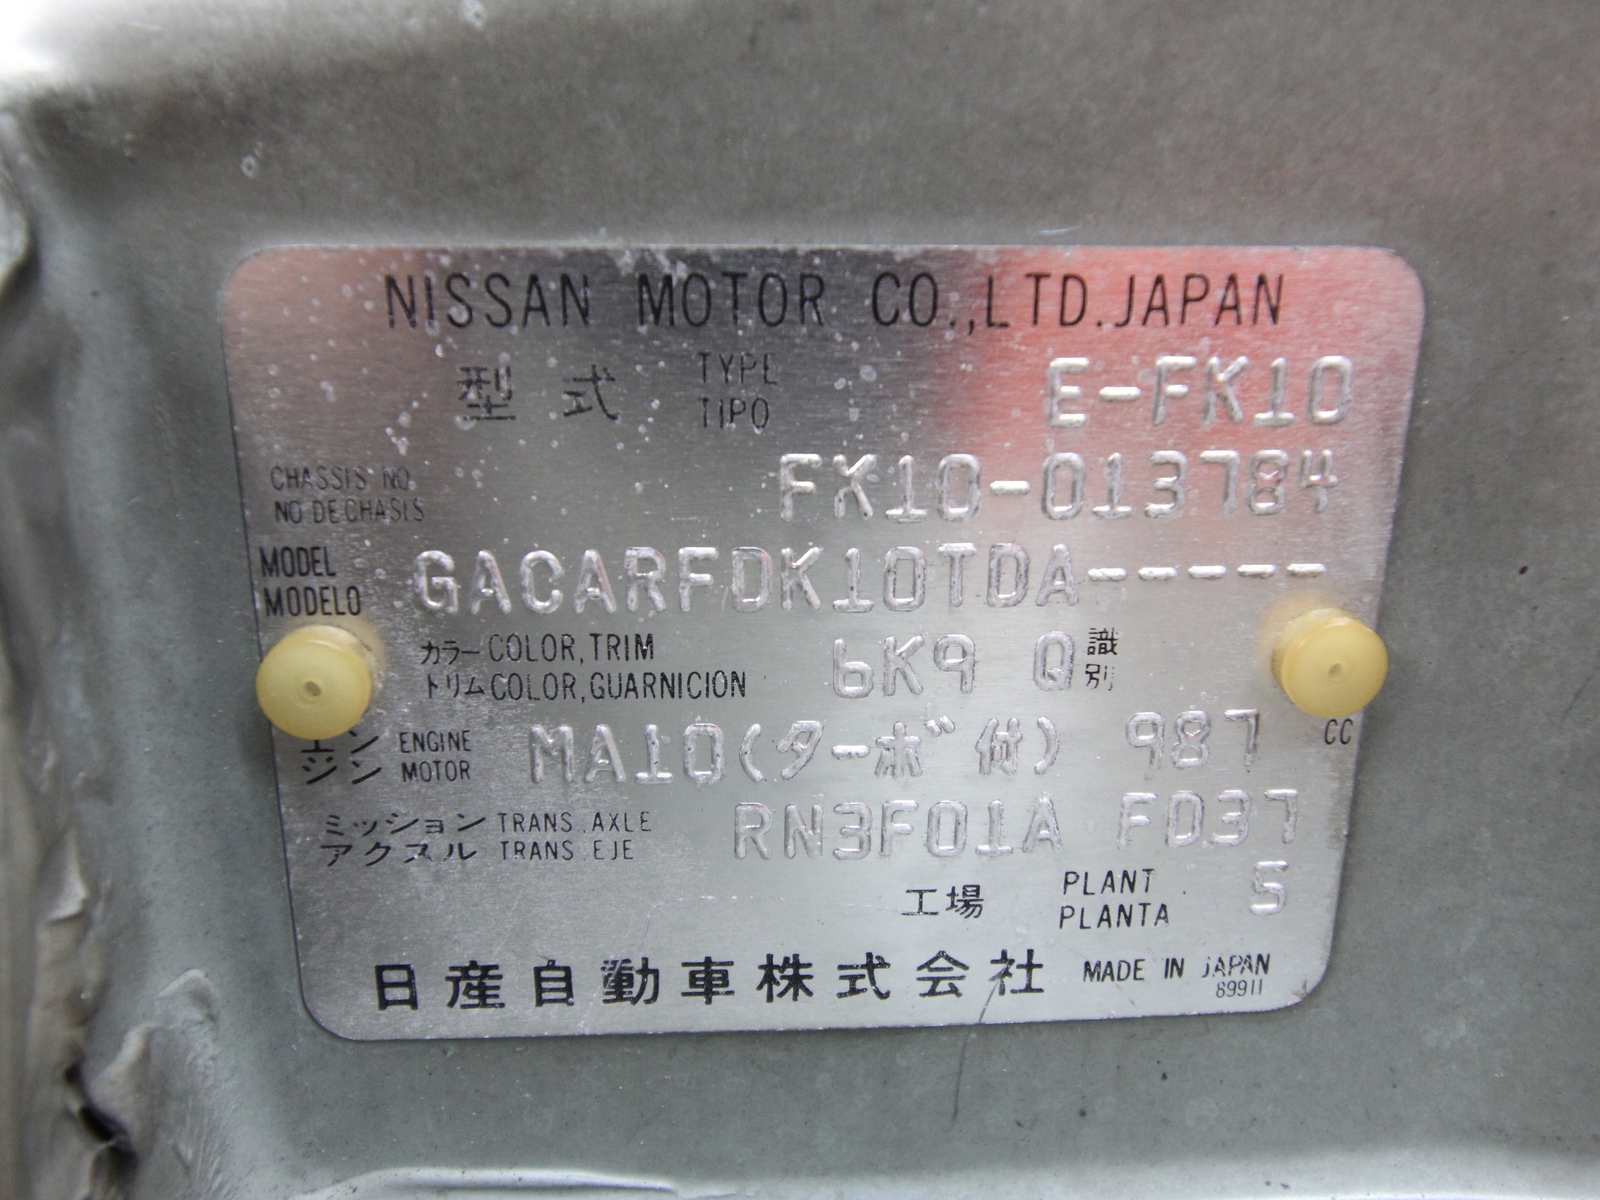 NISSAN MOTOR CO.,LTD.JAPAN
型式 TYPE TIPO E-FK10
CHASSIS NO. NO DE CHASIS FK10-013784
MODEL MODELO GACARFDK10TDA-----
カラー COLOR,TRIM 6K9 Q 識別
トリム COLOR,GUARNICION
エンジン ENGINE MOTOR MA10(ターボ付) 987 CC
ミッション TRANS.AXLE RN3F01A F037
アクスル TRANS EJE
工場 PLANT PLANTA 5
日産自動車株式会社 MADE IN JAPAN
89911